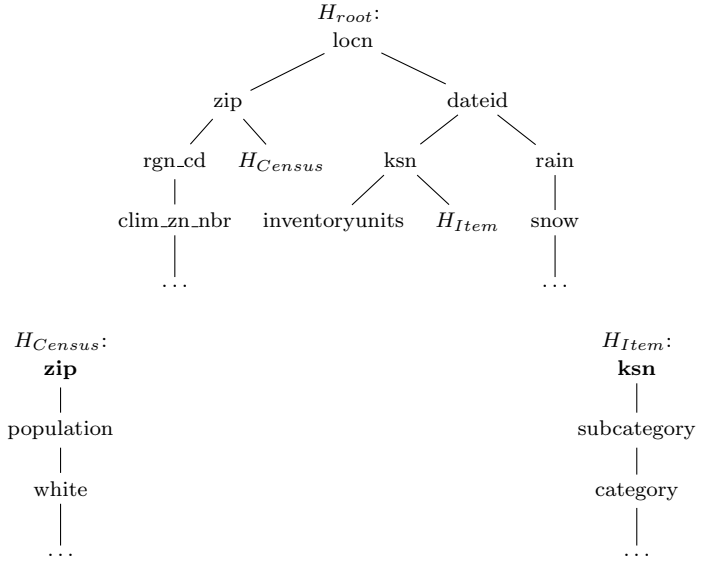 H_root:
locn
zip dateid
rgn_cd H_Census ksn rain
clim_zn_nbr inventoryunits H_Item snow
... ...
H_Census: H_Item:
zip ksn
population subcategory
white category
... ...